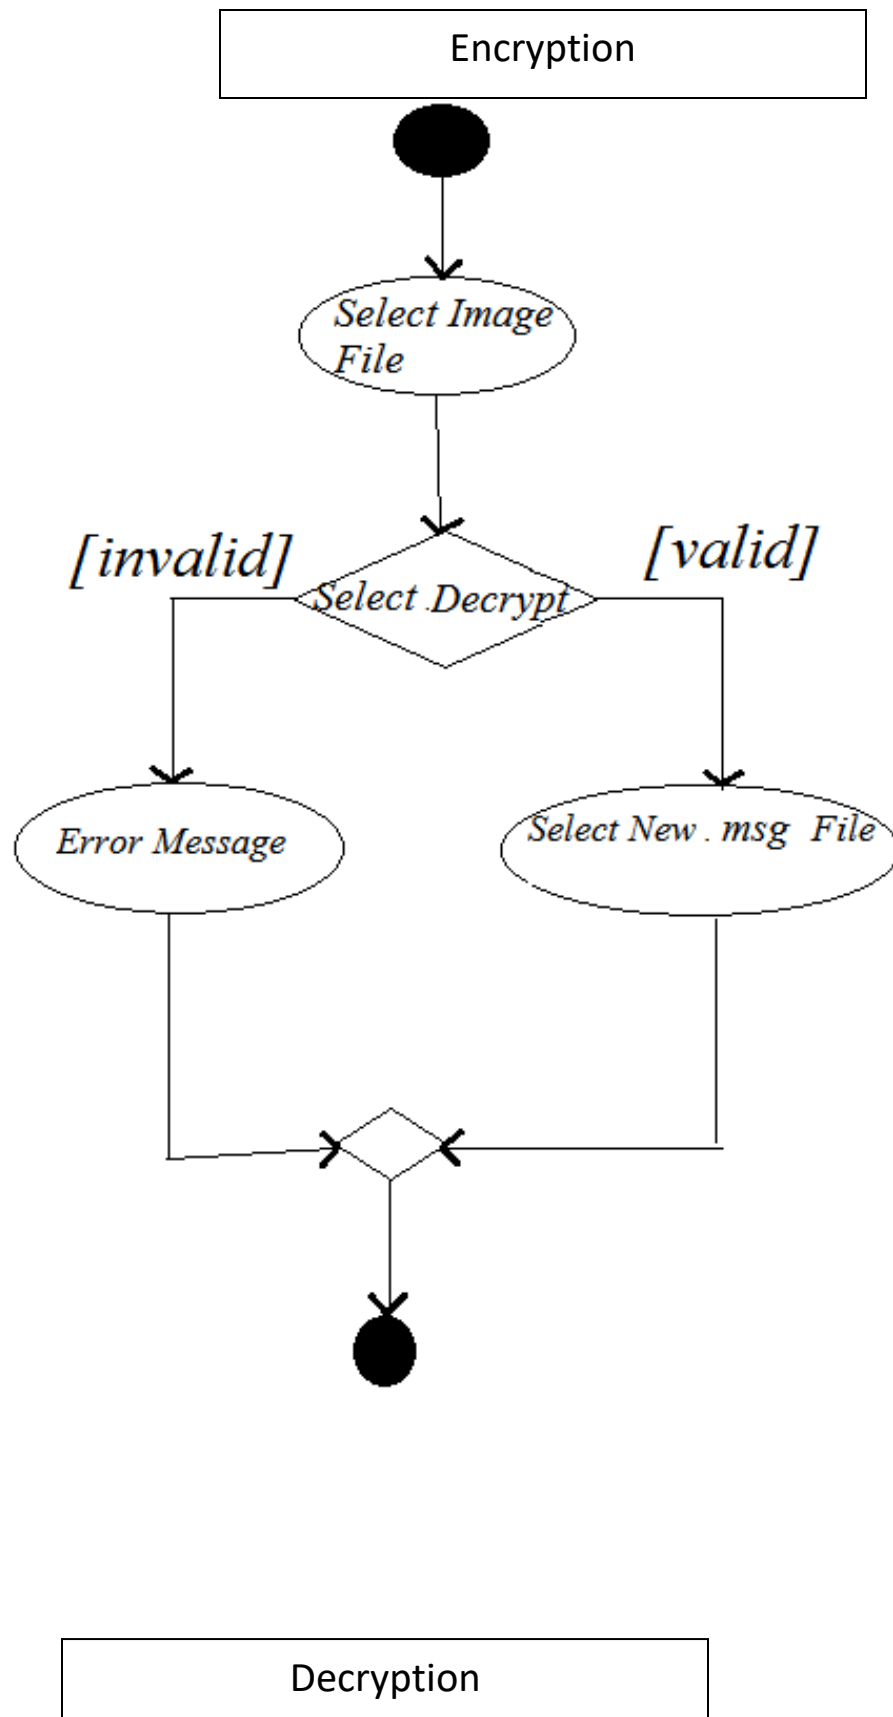 Encryption
Select Image
File
[invalid]
[valid]
Select .Decrypt
Error Message
Select New . msg File
Decryption